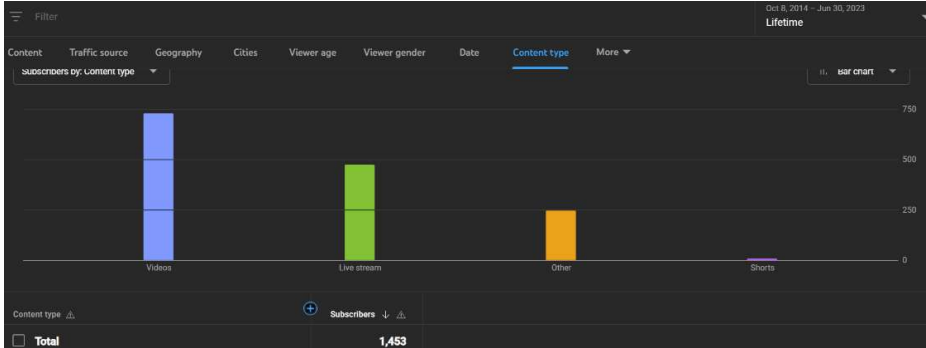 Filter
Oct 8, 2014 – Jun 30, 2023
Lifetime
Content Traffic source Geography Cities Viewer age Viewer gender Date Content type More
Subscribers by: Content type
Bar chart
750
500
250
0
Videos Live stream Other Shorts
Content type Subscribers
Total 1,453